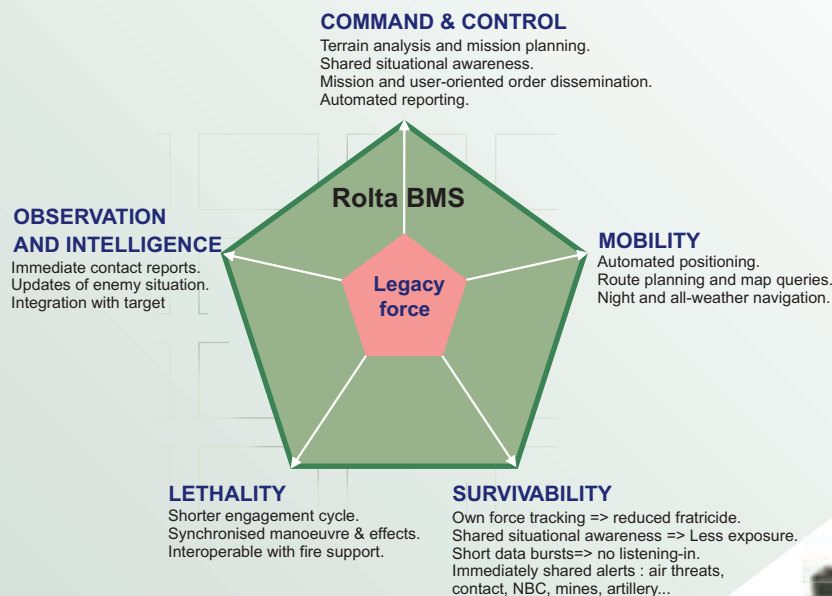 COMMAND & CONTROL
Terrain analysis and mission planning.
Shared situational awareness.
Mission and user-oriented order dissemination.
Automated reporting.
Rolta BMS
Legacy
force
OBSERVATION
AND INTELLIGENCE
Immediate contact reports.
Updates of enemy situation.
Integration with target
MOBILITY
Automated positioning.
Route planning and map queries.
Night and all-weather navigation.
LETHALITY
Shorter engagement cycle.
Synchronised manoeuvre & effects.
Interoperable with fire support.
SURVIVABILITY
Own force tracking => reduced fratricide.
Shared situational awareness => Less exposure.
Short data bursts=> no listening-in.
Immediately shared alerts : air threats,
contact, NBC, mines, artillery...